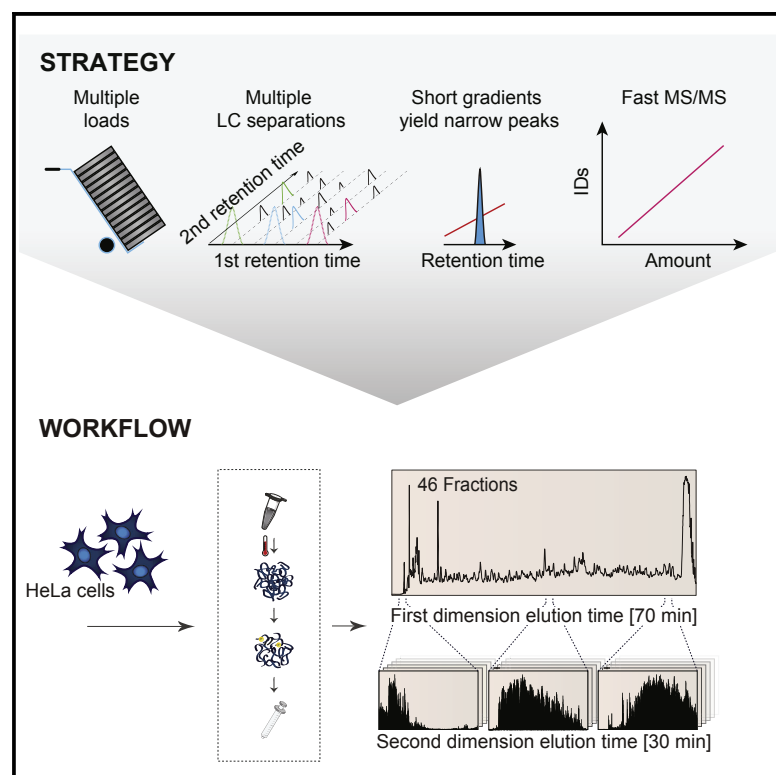 STRATEGY
Multiple
loads
Multiple
LC separations
Short gradients
yield narrow peaks
Fast MS/MS
2nd retention time
1st retention time
Retention time
IDs
Amount
WORKFLOW
HeLa cells
46 Fractions
First dimension elution time [70 min]
Second dimension elution time [30 min]